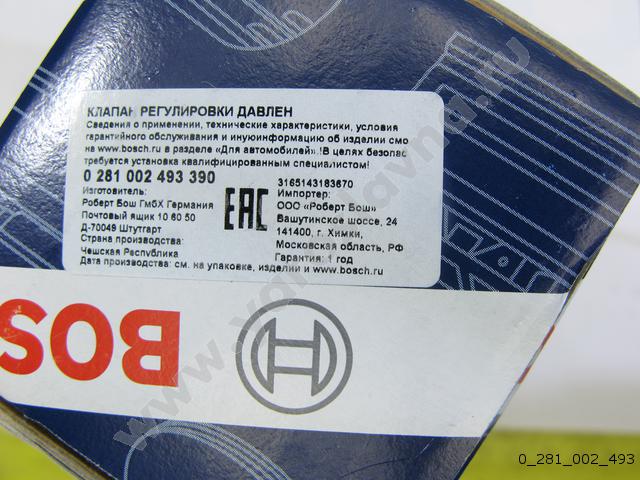 КЛАПАН РЕГУЛИРОВКИ ДАВЛЕН
Сведения о применении, технические характеристики, условия
гарантийного обслуживания и инуюинформацию об изделии смо
на www.bosch.ru в разделе «Для автомобилей».!В целях безопас
требуется установка квалифицированным специалистом!
0 281 002 493 390
Изготовитель:
Роберт Бош ГмбХ Германия
Почтовый ящик 10 60 50
Д-70049 Штутгарт
Страна производства:
Чешская Республика
Дата производства: см. на упаковке, изделии и www.bosch.ru
EAC
3165143183670
Импортер:
ООО «Роберт Бош»
Вашутинское шоссе, 24
141400, г. Химки,
Московская область, РФ
Гарантия: 1 год
BOS
0_281_002_493